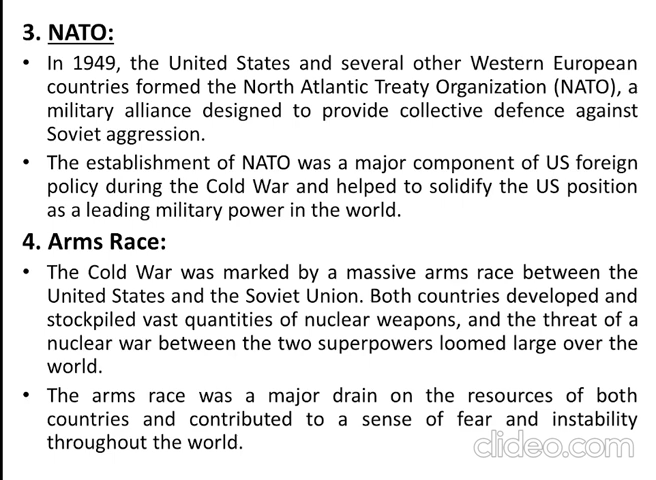 3. NATO:
• In 1949, the United States and several other Western European
countries formed the North Atlantic Treaty Organization (NATO), a
military alliance designed to provide collective defence against
Soviet aggression.
• The establishment of NATO was a major component of US foreign
policy during the Cold War and helped to solidify the US position
as a leading military power in the world.
4. Arms Race:
• The Cold War was marked by a massive arms race between the
United States and the Soviet Union. Both countries developed and
stockpiled vast quantities of nuclear weapons, and the threat of a
nuclear war between the two superpowers loomed large over the
world.
• The arms race was a major drain on the resources of both
countries and contributed to a sense of fear and instability
throughout the world.
clideo.com